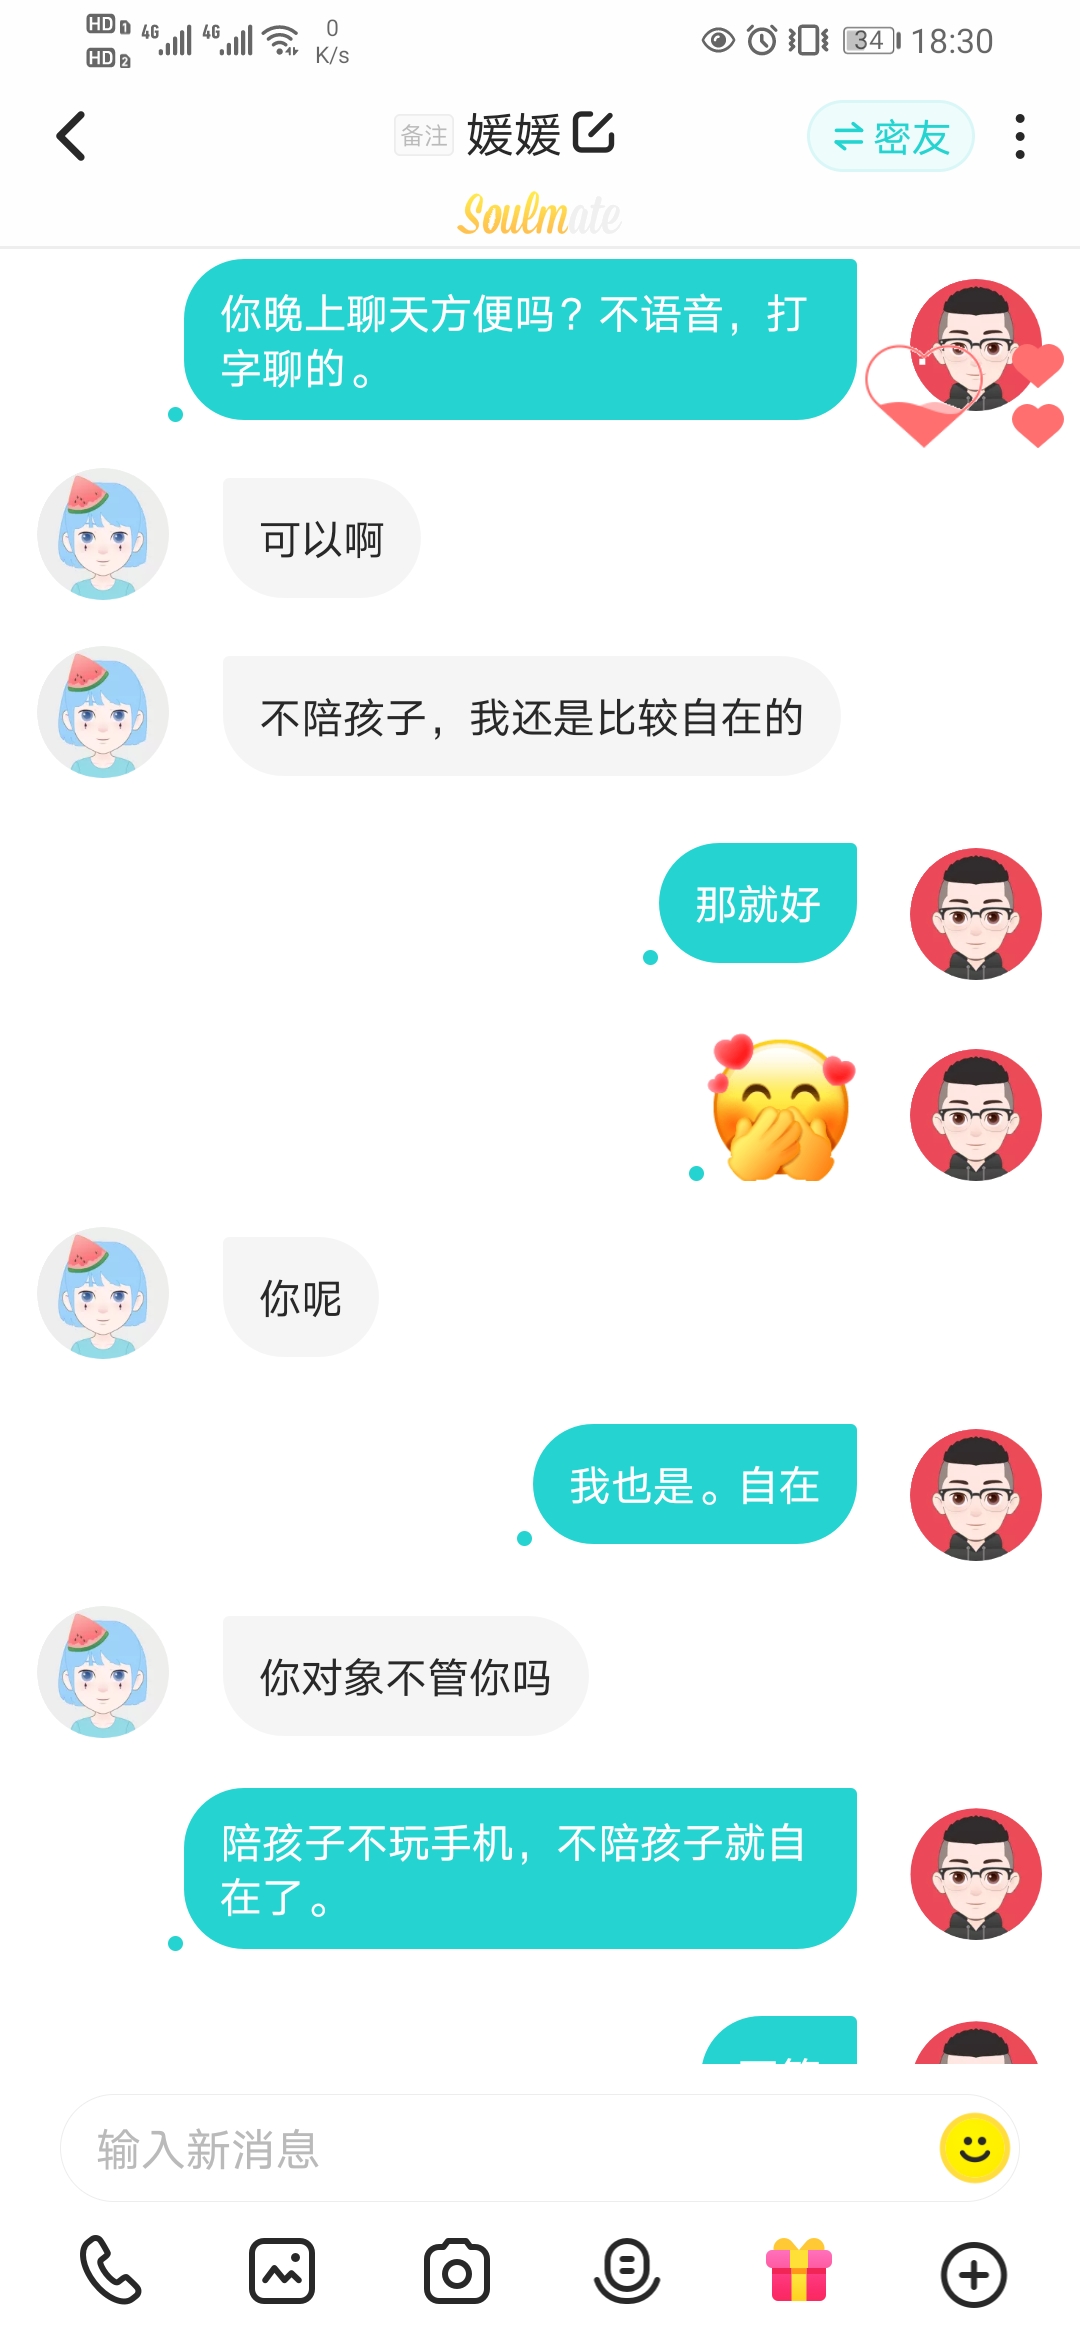 HD 1 4G 4G 0
HD 2 K/s
34 18:30
备注 媛媛 密友
Soulmate
你晚上聊天方便吗？不语音，打
字聊的。
可以啊
不陪孩子，我还是比较自在的
那就好
你呢
我也是。自在
你对象不管你吗
陪孩子不玩手机，不陪孩子就自
在了。
输入新消息